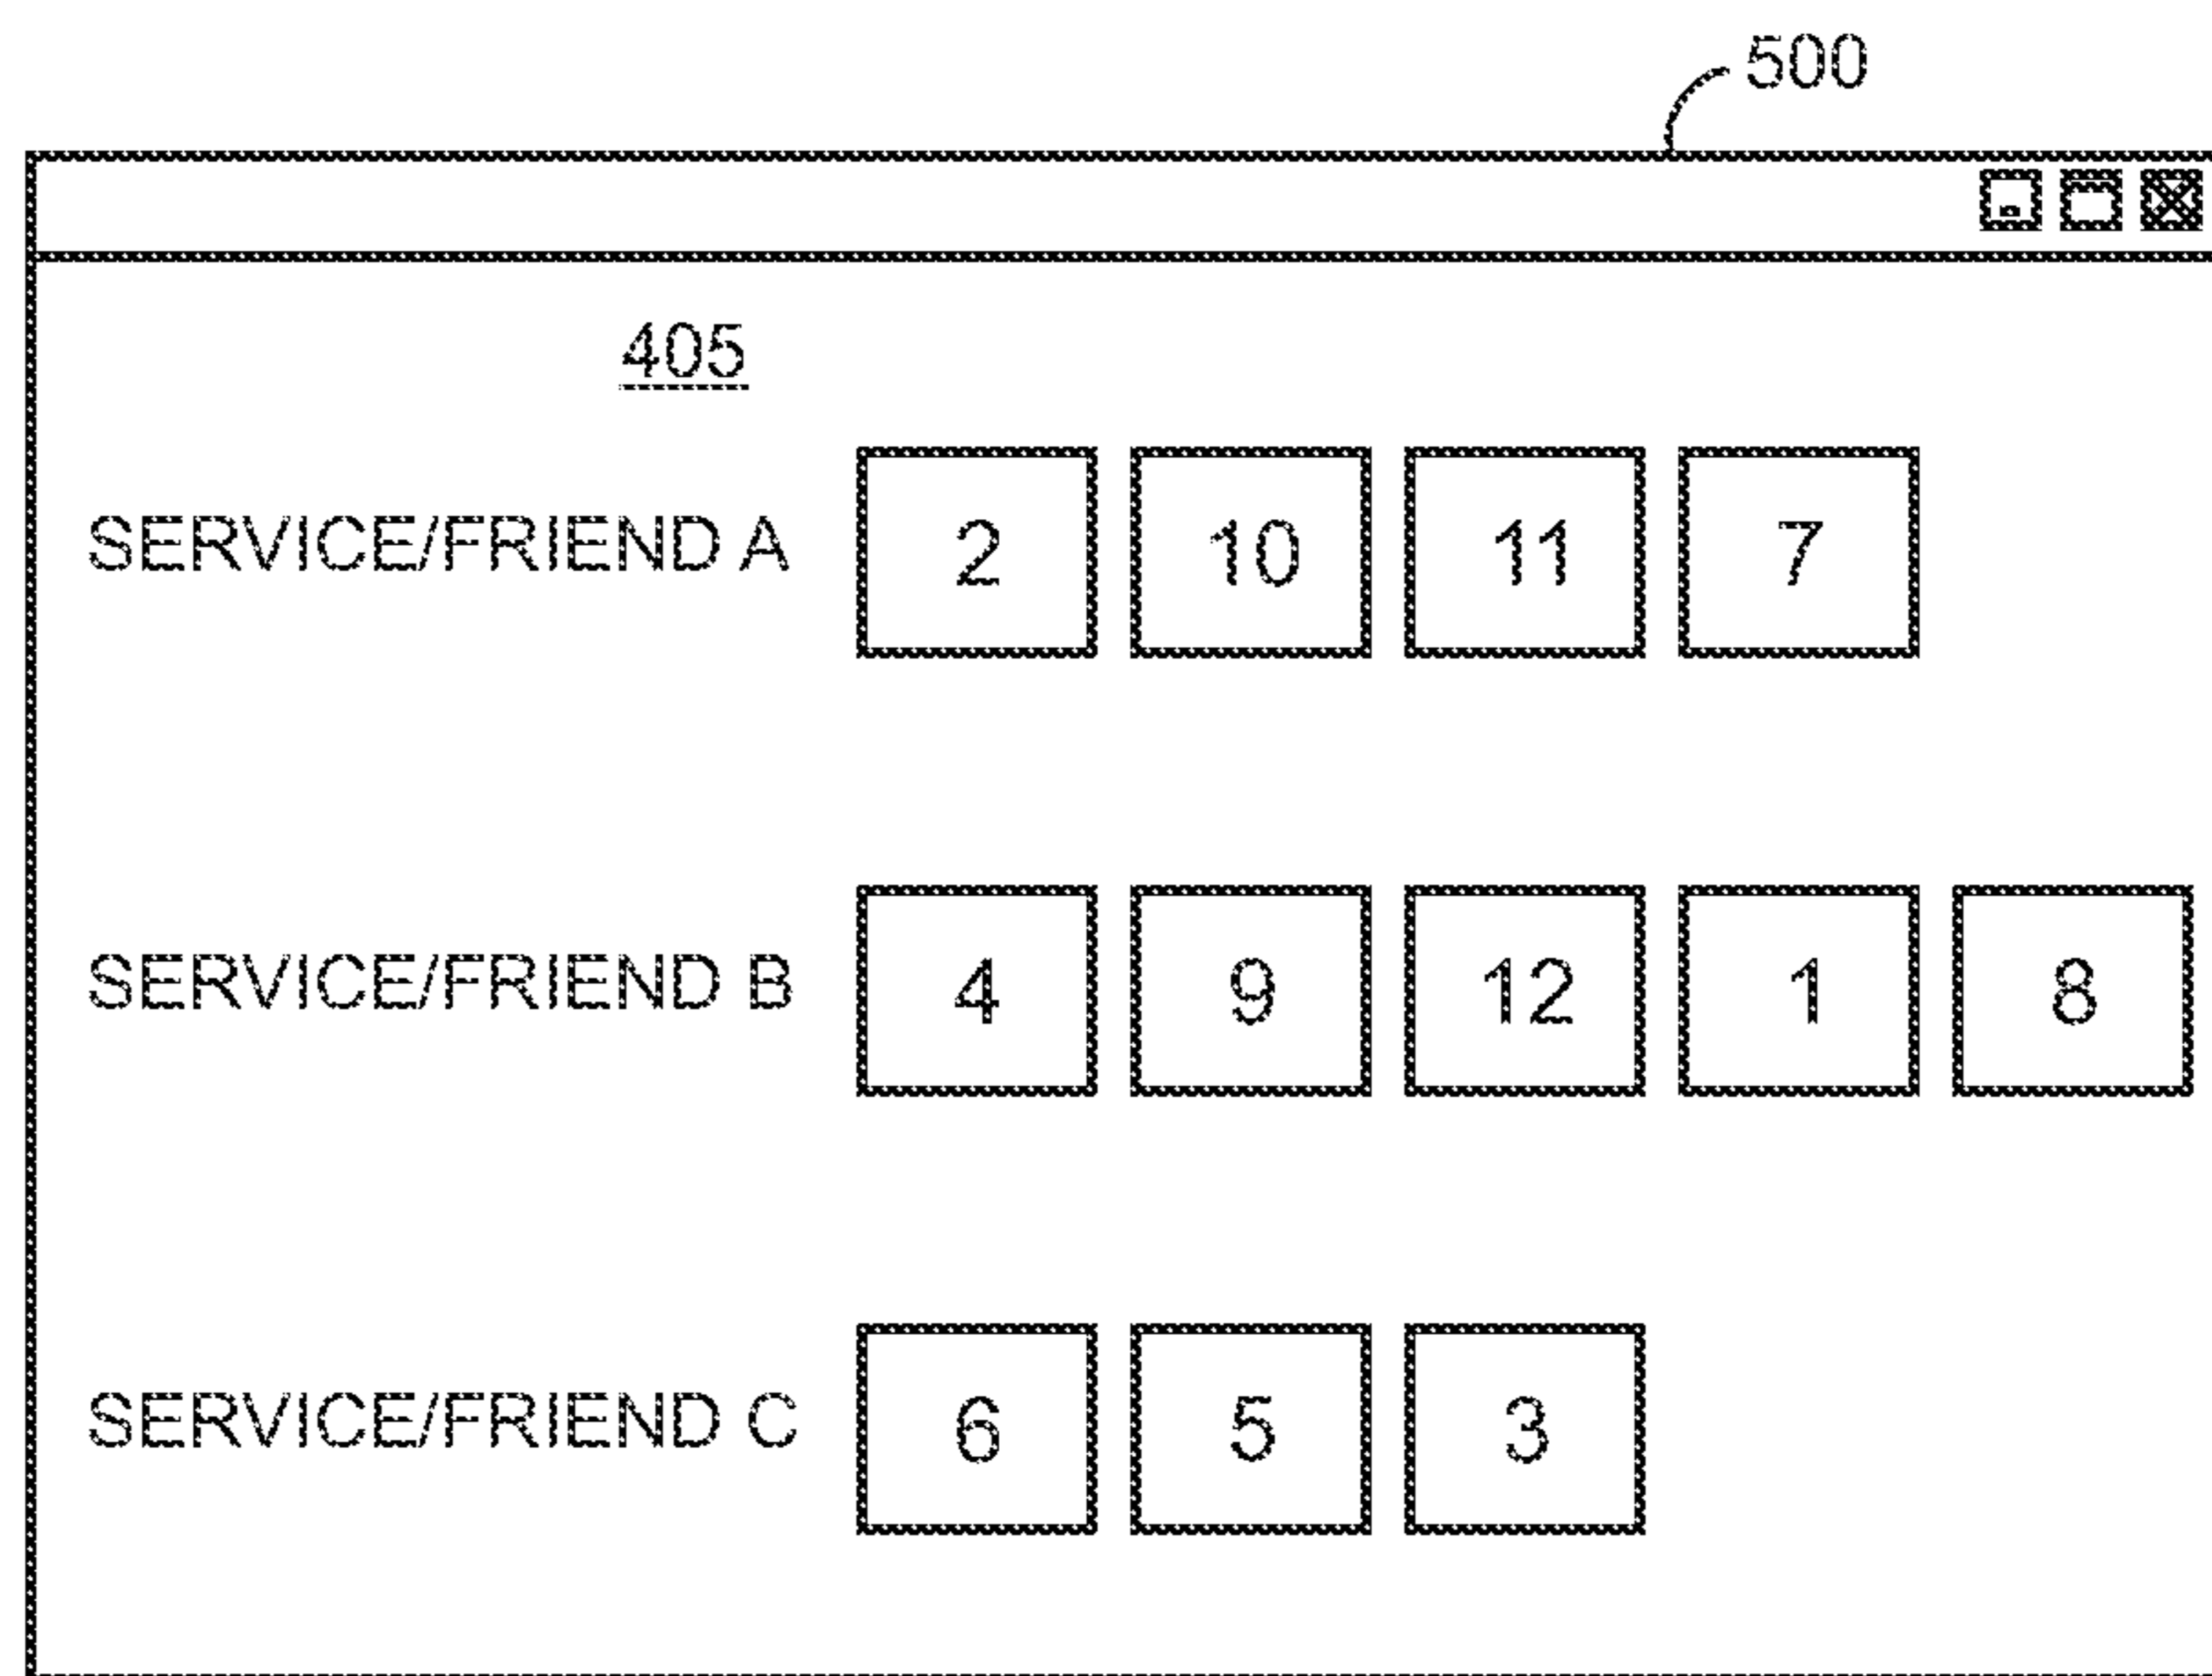 500
405
SERVICE/FRIEND A 2 10 11 7
SERVICE/FRIEND B 4 9 12 1 8
SERVICE/FRIEND C 6 5 3